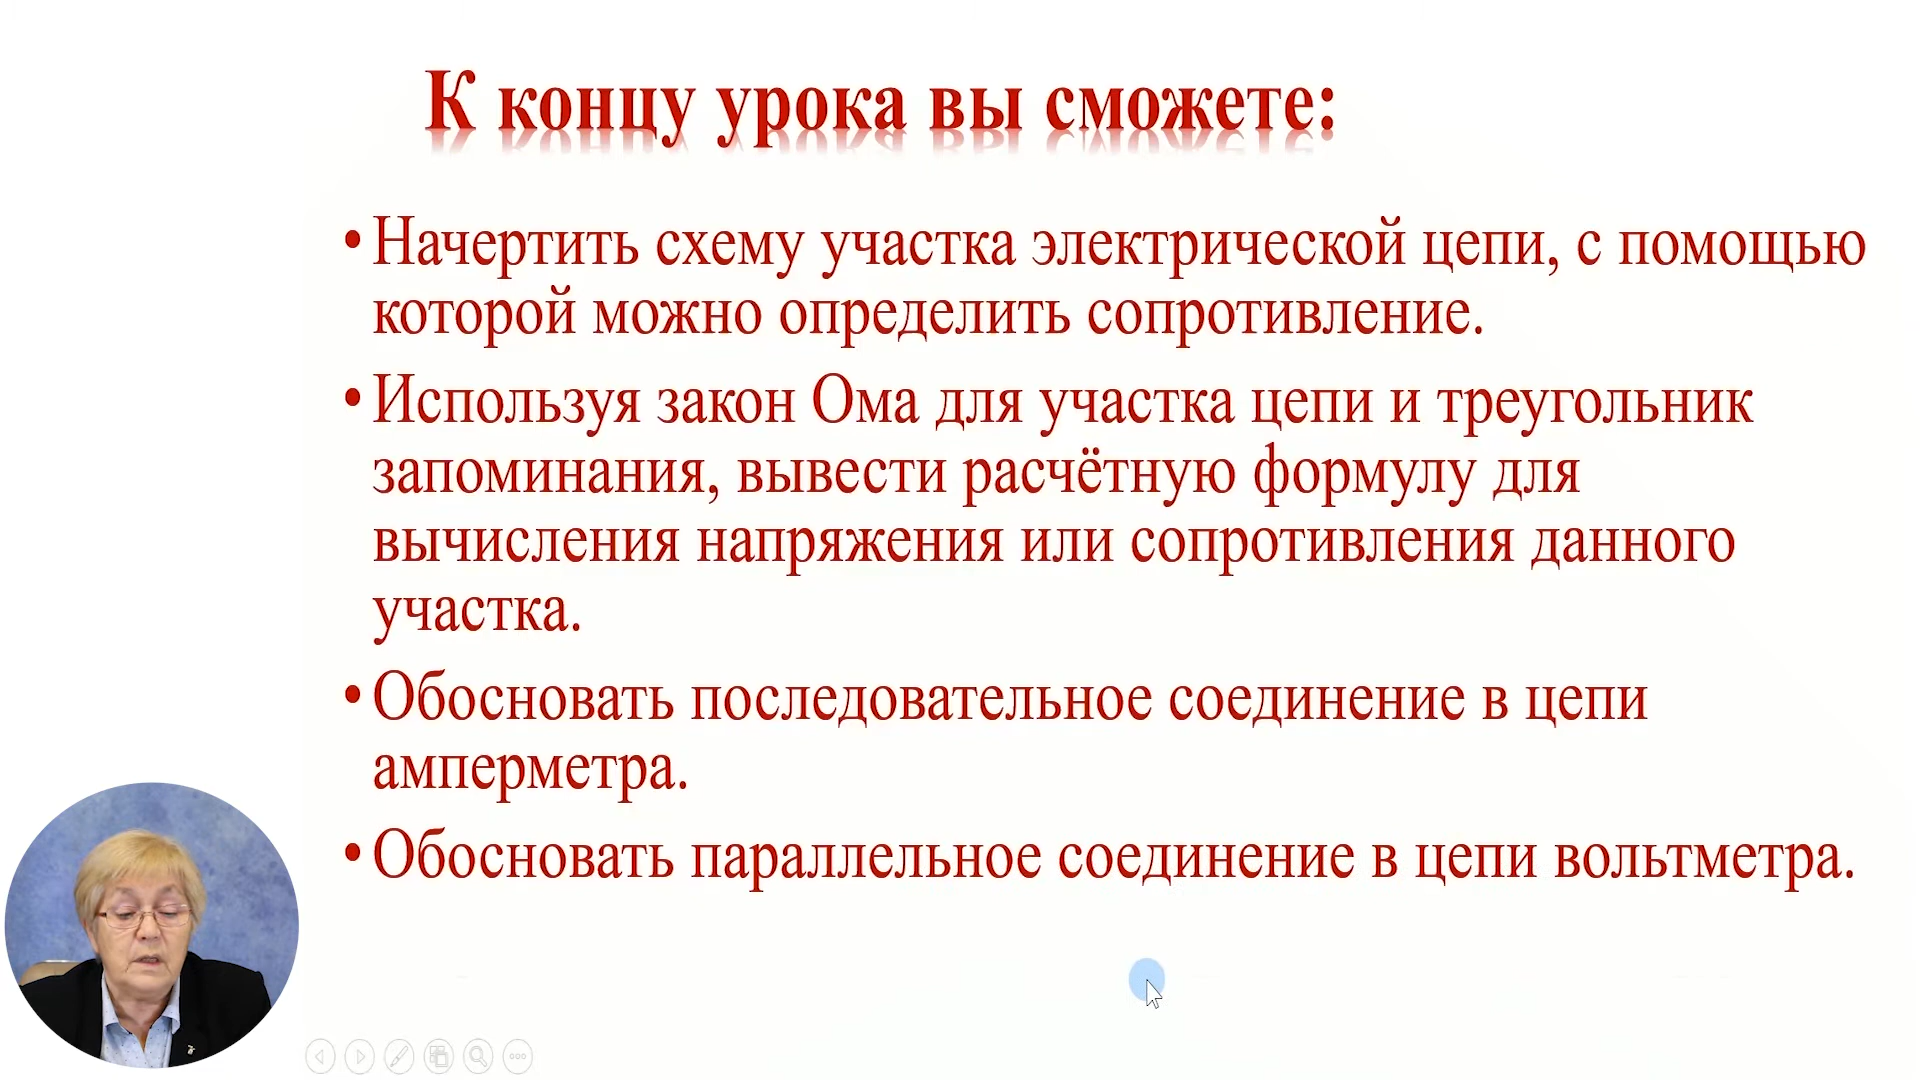 К концу урока вы сможете:
• Начертить схему участка электрической цепи, с помощью
которой можно определить сопротивление.
• Используя закон Ома для участка цепи и треугольник
запоминания, вывести расчётную формулу для
вычисления напряжения или сопротивления данного
участка.
• Обосновать последовательное соединение в цепи
амперметра.
• Обосновать параллельное соединение в цепи вольтметра.